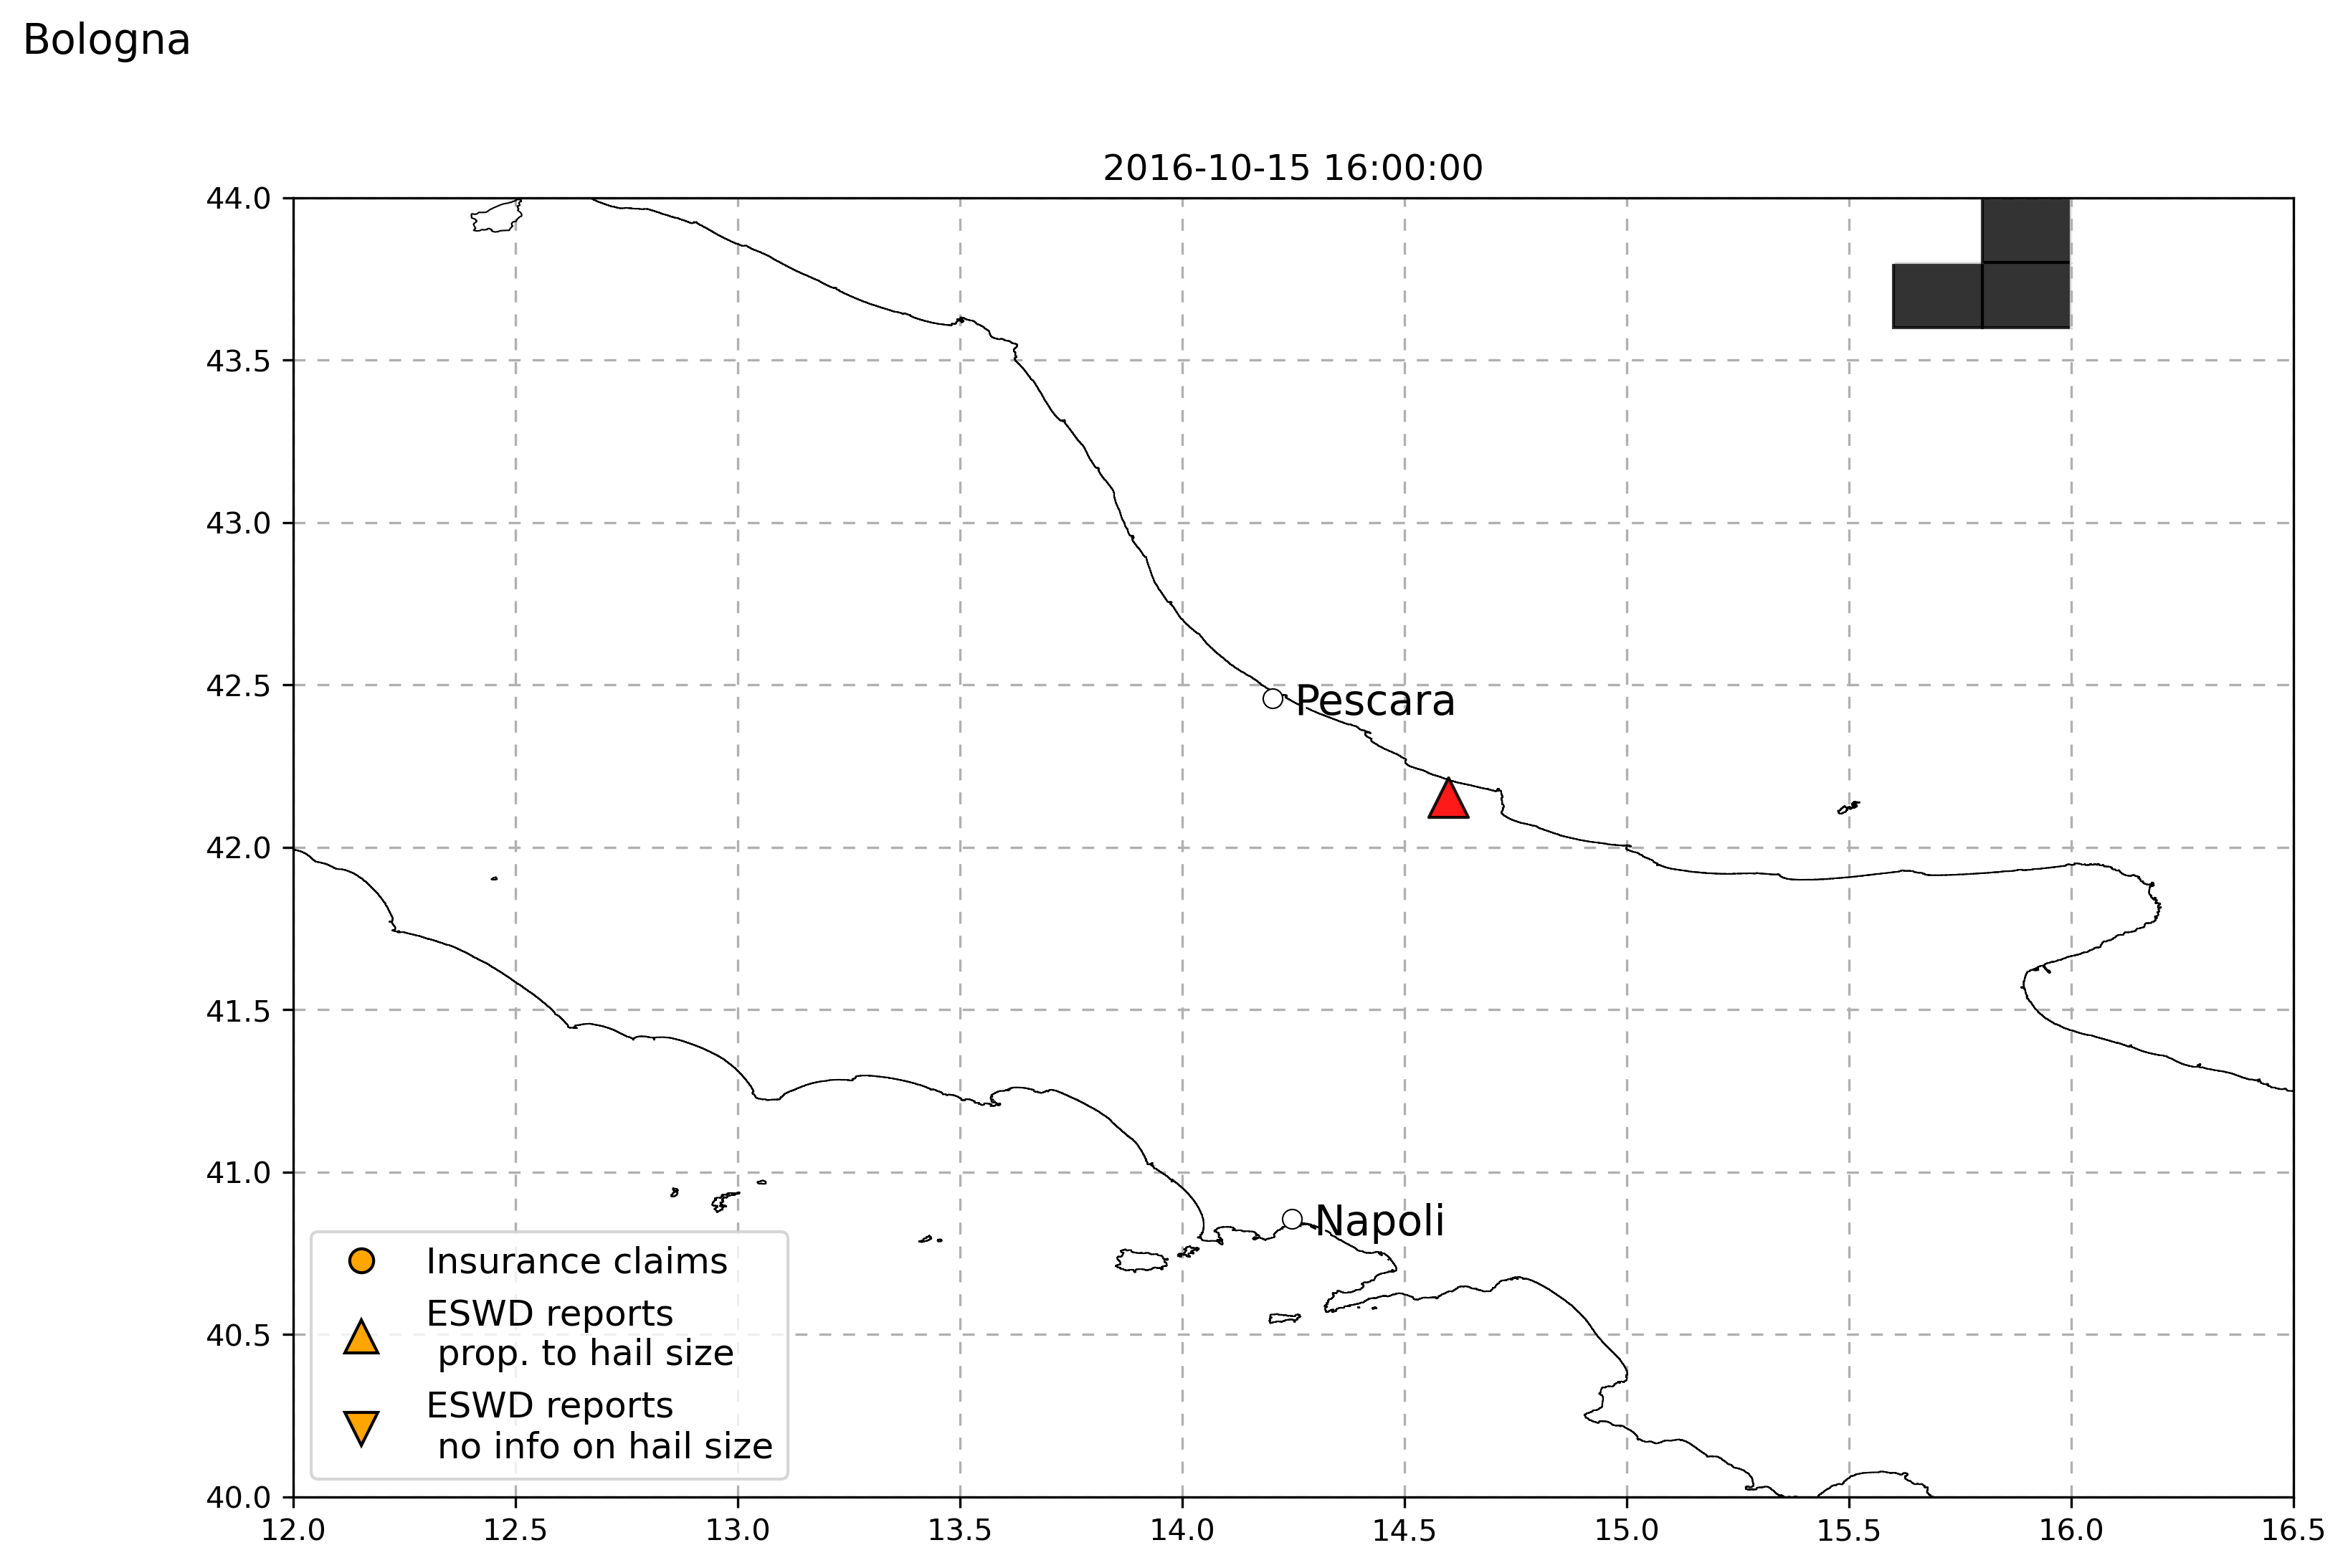 Bologna
2016-10-15 16:00:00
44.0
43.5
43.0
42.5
42.0
41.5
41.0
40.5
40.0
Pescara
Napoli
Insurance claims
ESWD reports
prop. to hail size
ESWD reports
no info on hail size
12.0 12.5 13.0 13.5 14.0 14.5 15.0 15.5 16.0 16.5